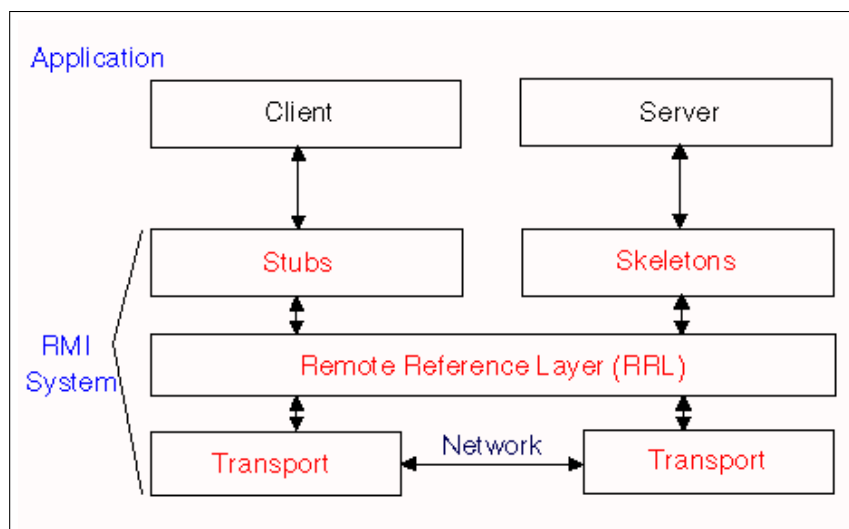 Application
Client
Server
Stubs
Skeletons
RMI
System
Remote Reference Layer (RRL)
Transport
Network
Transport